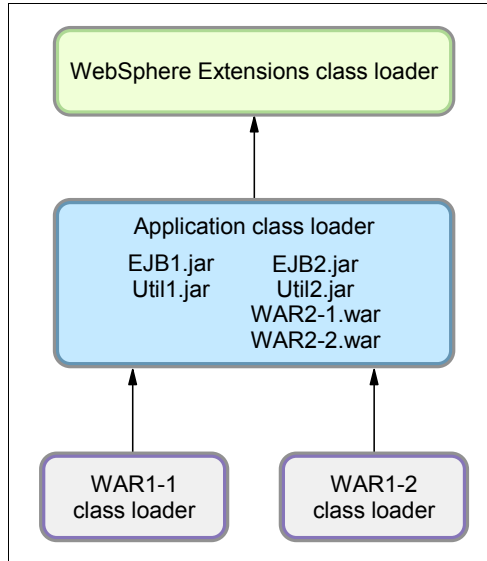 WebSphere Extensions class loader
Application class loader
EJB1.jar EJB2.jar
Util1.jar Util2.jar
WAR2-1.war
WAR2-2.war
WAR1-1
class loader
WAR1-2
class loader